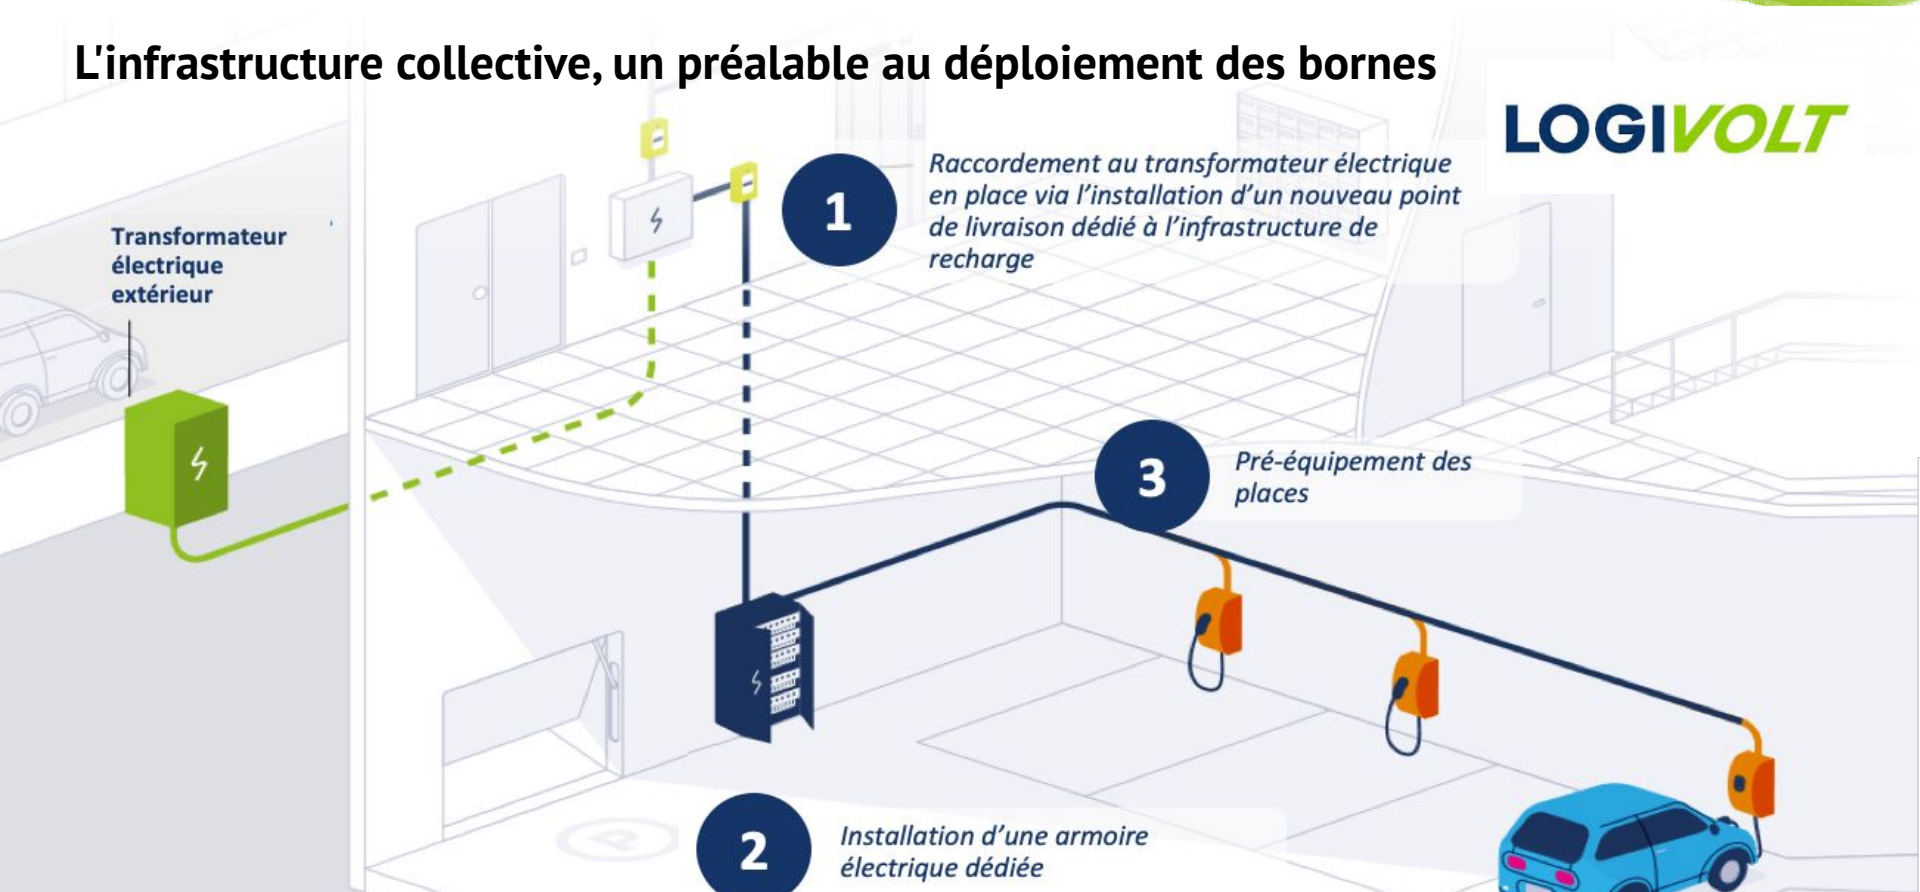 L'infrastructure collective, un préalable au déploiement des bornes
LOGIVOLT
1
Raccordement au transformateur électrique
en place via l’installation d’un nouveau point
de livraison dédié à l’infrastructure de
recharge
Transformateur
électrique
extérieur
3
Pré-équipement des
places
2
Installation d’une armoire
électrique dédiée
P